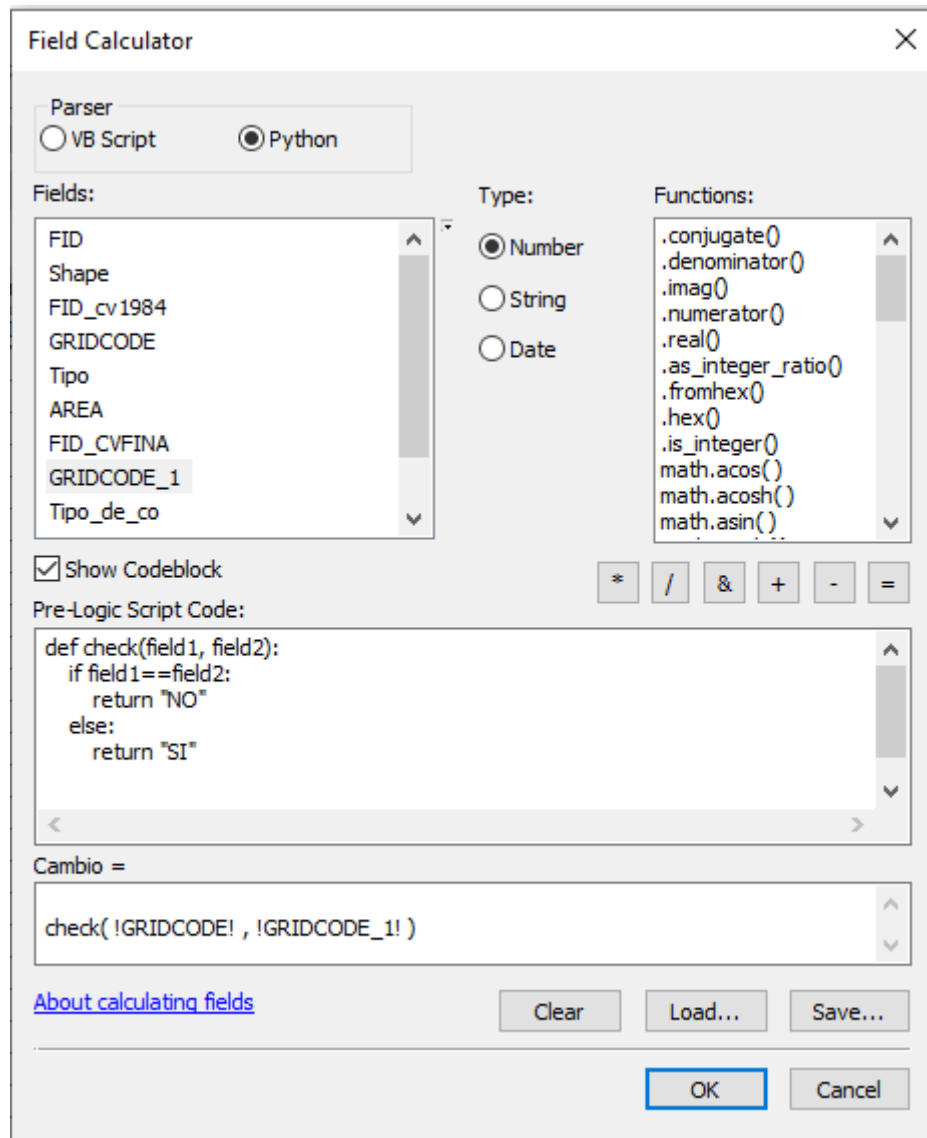 Field Calculator
Parser
VB Script
Python
Fields:
Type:
Functions:
FID
Shape
FID_cv1984
GRIDCODE
Tipo
AREA
FID_CVFINA
GRIDCODE_1
Tipo_de_co
Number
String
Date
.conjugate()
.denominator()
.imag()
.numerator()
.real()
.as_integer_ratio()
.fromhex()
.hex()
.is_integer()
math.acos( )
math.acosh( )
math.asin( )
Show Codeblock
* / & + - =
Pre-Logic Script Code:
def check(field1, field2):
if field1==field2:
return "NO"
else:
return "SI"
Cambio =
check( !GRIDCODE! , !GRIDCODE_1! )
About calculating fields
Clear
Load...
Save...
OK
Cancel